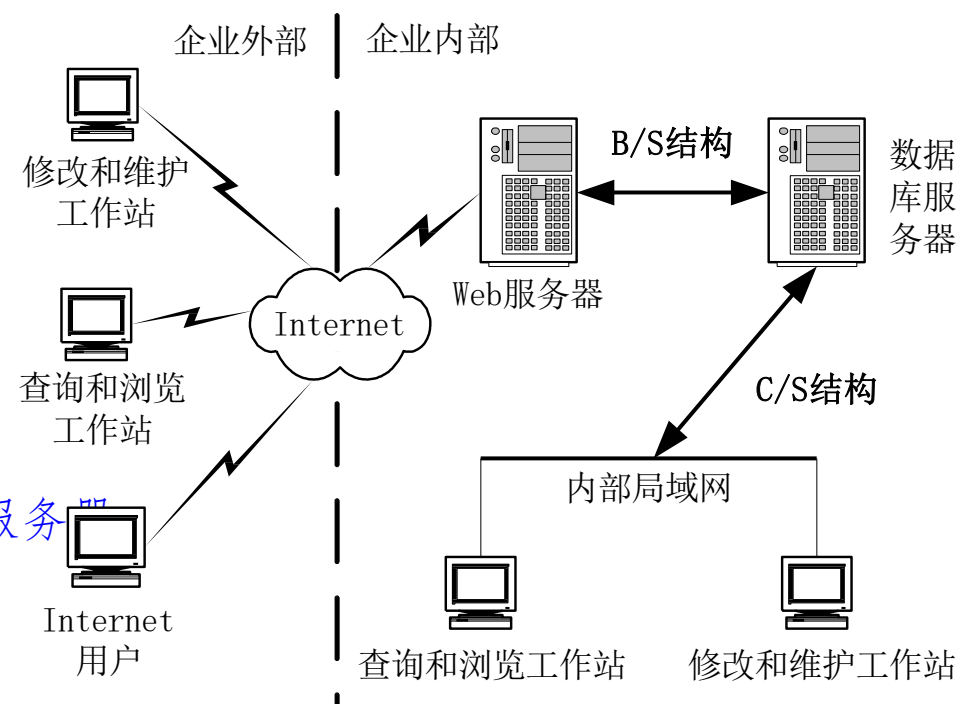 企业外部
企业内部
修改和维护
工作站
B/S结构
数据
库服
务器
Web服务器
Internet
查询和浏览
工作站
C/S结构
内部局域网
服务器
Internet
用户
查询和浏览工作站
修改和维护工作站